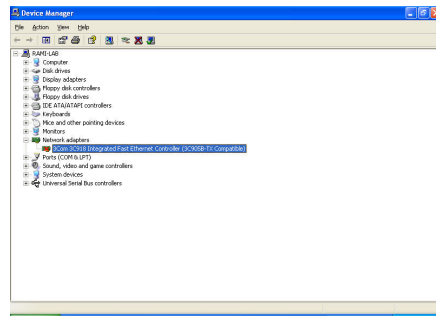 Device Manager
File Action View Help
RAMI-LAB
Computer
Disk drives
Display adapters
Floppy disk controllers
Floppy disk drives
IDE ATA/ATAPI controllers
Keyboards
Mice and other pointing devices
Monitors
Network adapters
3Com 3C918 Integrated Fast Ethernet Controller (3C905B-TX Compatible)
Ports (COM & LPT)
Sound, video and game controllers
System devices
Universal Serial Bus controllers